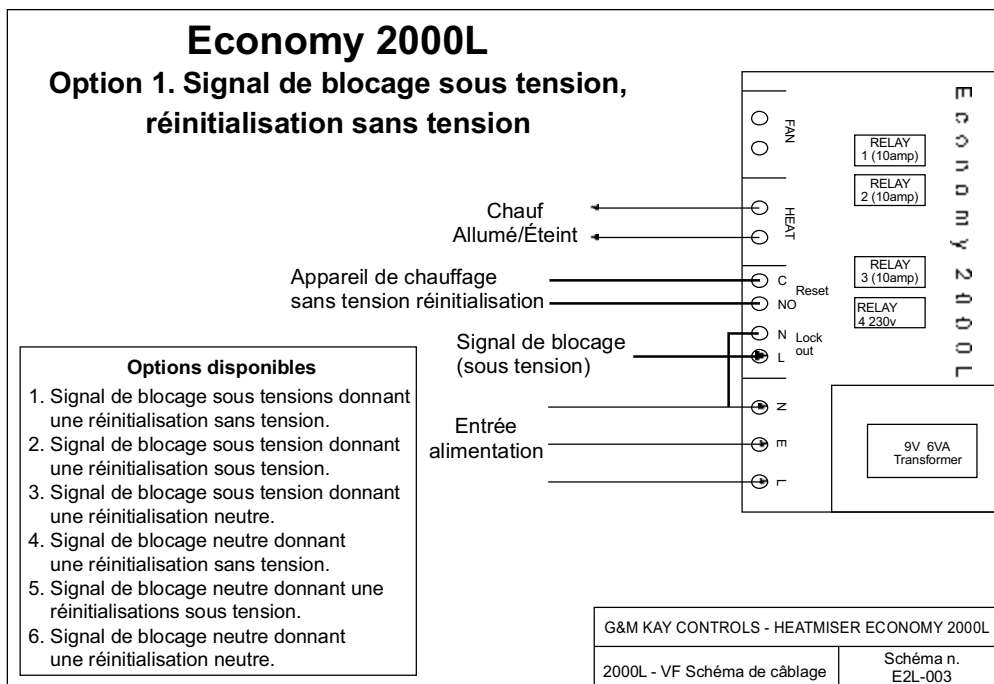 Economy 2000L
Option 1. Signal de blocage sous tension,
réinitialisation sans tension
FAN
RELAY
1 (10amp)
RELAY
2 (10amp)
Economy 2000L
Chauf
Allumé/Éteint
HEAT
Appareil de chauffage
sans tension réinitialisation
C
NO
Reset
RELAY
3 (10amp)
RELAY
4 230v
Signal de blocage
(sous tension)
N
L
Lock
out
Entrée
alimentation
N
E
L
9V 6VA
Transformer
Options disponibles
1. Signal de blocage sous tensions donnant
une réinitialisation sans tension.
2. Signal de blocage sous tension donnant
une réinitialisation sous tension.
3. Signal de blocage sous tension donnant
une réinitialisation neutre.
4. Signal de blocage neutre donnant
une réinitialisation sans tension.
5. Signal de blocage neutre donnant une
réinitialisations sous tension.
6. Signal de blocage neutre donnant
une réinitialisation neutre.
G&M KAY CONTROLS - HEATMISER ECONOMY 2000L
2000L - VF Schéma de câblage
Schéma n.
E2L-003